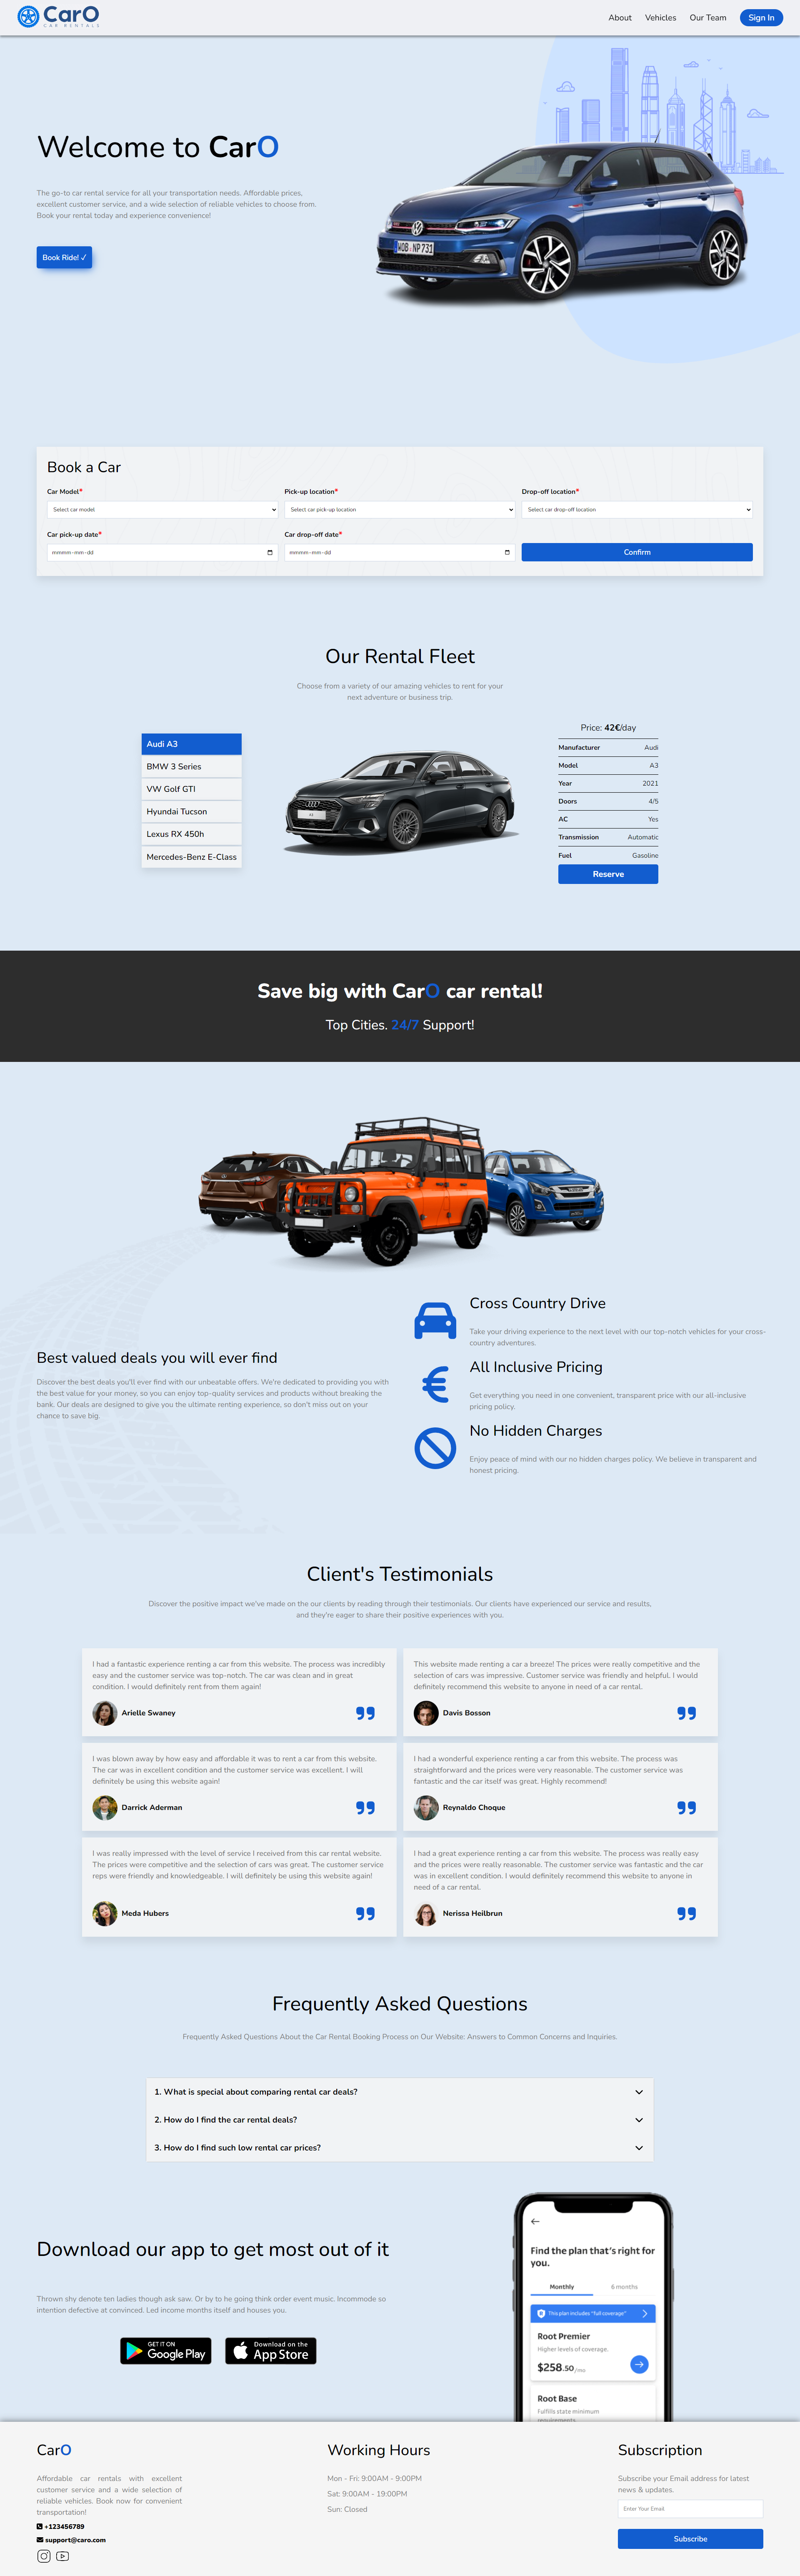 CarO
CAR RENTALS
About
Vehicles
Our Team
Sign In
Welcome to CarO
The go-to car rental service for all your transportation needs. Affordable prices,
excellent customer service, and a wide selection of reliable vehicles to choose from.
Book your rental today and experience convenience!
Book Ride! ✓
WOB NP 731
Book a Car
Car Model*
Pick-up location*
Drop-off location*
Select car model
Select car pick-up location
Select car drop-off location
Car pick-up date*
Car drop-off date*
mmmm-mm-dd
mmmm-mm-dd
Confirm
Our Rental Fleet
Choose from a variety of our amazing vehicles to rent for your
next adventure or business trip.
Audi A3
BMW 3 Series
VW Golf GTI
Hyundai Tucson
Lexus RX 450h
Mercedes-Benz E-Class
Price: 42€/day
Manufacturer Audi
Model A3
Year 2021
Doors 4/5
AC Yes
Transmission Automatic
Fuel Gasoline
Reserve
Save big with CarO car rental!
Top Cities. 24/7 Support!
Best valued deals you will ever find
Discover the best deals you'll ever find with our unbeatable offers. We're dedicated to providing you with
the best value for your money, so you can enjoy top-quality services and products without breaking the
bank. Our deals are designed to give you the ultimate renting experience, so don't miss out on your
chance to save big.
Cross Country Drive
Take your driving experience to the next level with our top-notch vehicles for your cross-
country adventures.
All Inclusive Pricing
Get everything you need in one convenient, transparent price with our all-inclusive
pricing policy.
No Hidden Charges
Enjoy peace of mind with our no hidden charges policy. We believe in transparent and
honest pricing.
Client's Testimonials
Discover the positive impact we've made on the our clients by reading through their testimonials. Our clients have experienced our service and results,
and they're eager to share their positive experiences with you.
I had a fantastic experience renting a car from this website. The process was incredibly
easy and the customer service was top-notch. The car was clean and in great
condition. I would definitely rent from them again!
Arielle Swaney
This website made renting a car a breeze! The prices were really competitive and the
selection of cars was impressive. Customer service was friendly and helpful. I would
definitely recommend this website to anyone in need of a car rental.
Davis Bosson
I was blown away by how easy and affordable it was to rent a car from this website.
The car was in excellent condition and the customer service was excellent. I will
definitely be using this website again!
Darrick Aderman
I had a wonderful experience renting a car from this website. The process was
straightforward and the prices were very reasonable. The customer service was
fantastic and the car itself was great. Highly recommend!
Reynaldo Choque
I was really impressed with the level of service I received from this car rental website.
The prices were competitive and the selection of cars was great. The customer service
reps were friendly and knowledgeable. I will definitely be using this website again!
Meda Hubers
I had a great experience renting a car from this website. The process was really easy
and the prices were really reasonable. The customer service was fantastic and the car
was in excellent condition. I would definitely recommend this website to anyone in
need of a car rental.
Nerissa Heilbrun
Frequently Asked Questions
Frequently Asked Questions About the Car Rental Booking Process on Our Website: Answers to Common Concerns and Inquiries.
1. What is special about comparing rental car deals?
2. How do I find the car rental deals?
3. How do I find such low rental car prices?
Download our app to get most out of it
Thrown shy denote ten ladies though ask saw. Or by to he going think order event music. Incommode so
intention defective at convinced. Led income months itself and houses you.
GET IT ON
Google Play
Download on the
App Store
Find the plan that's right for
you.
Monthly
6 months
This plan includes "full coverage"
Root Premier
Higher levels of coverage.
$258.50/mo
Root Base
Fulfills state minimum
requirements.
CarO
Affordable car rentals with excellent
customer service and a wide selection of
reliable vehicles. Book now for convenient
transportation!
+123456789
support@caro.com
Working Hours
Mon - Fri: 9:00AM - 9:00PM
Sat: 9:00AM - 19:00PM
Sun: Closed
Subscription
Subscribe your Email address for latest
news & updates.
Enter Your Email
Subscribe